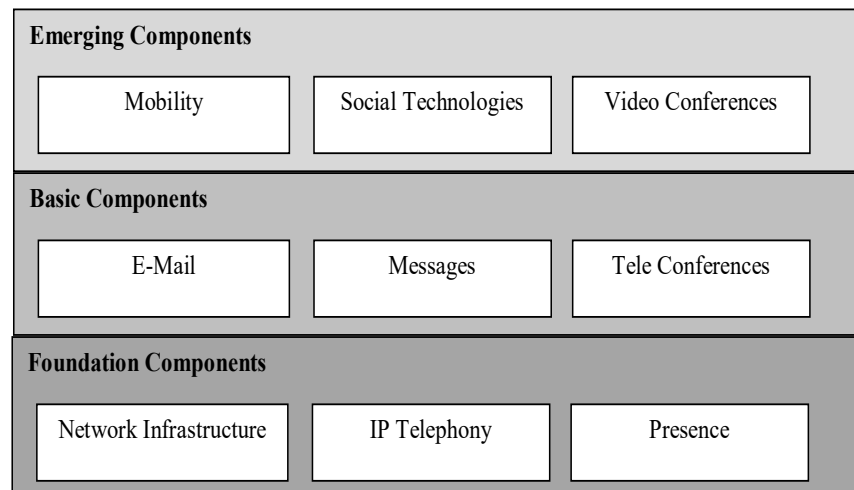 Emerging Components
Mobility
Social Technologies
Video Conferences
Basic Components
E-Mail
Messages
Tele Conferences
Foundation Components
Network Infrastructure
IP Telephony
Presence